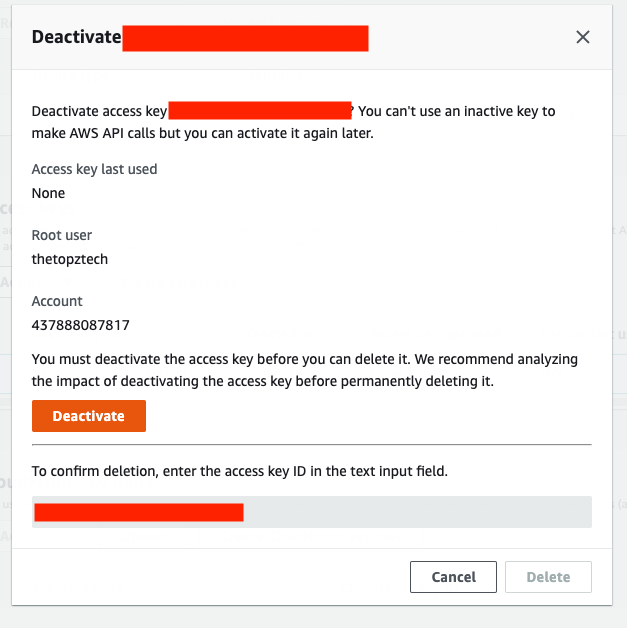 Deactivate
Deactivate access key ? You can't use an inactive key to
make AWS API calls but you can activate it again later.
Access key last used
None
Root user
thetopztech
Account
437888087817
You must deactivate the access key before you can delete it. We recommend analyzing
the impact of deactivating the access key before permanently deleting it.
Deactivate
To confirm deletion, enter the access key ID in the text input field.
Cancel
Delete